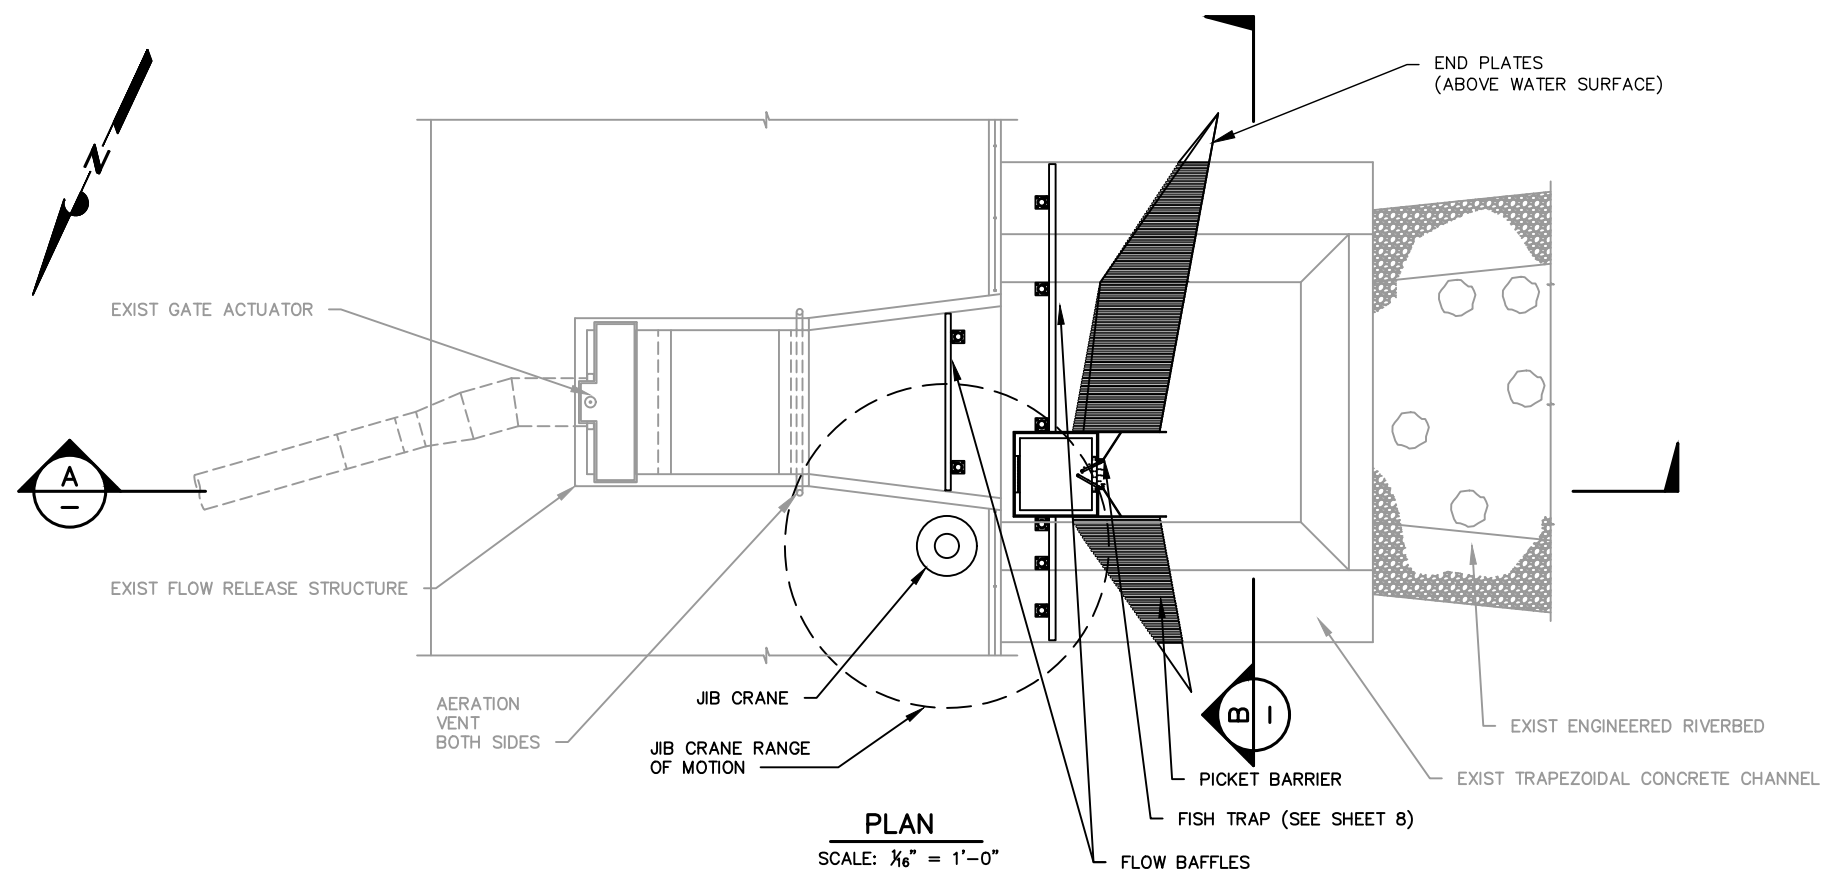 END PLATES
(ABOVE WATER SURFACE)
N
EXIST GATE ACTUATOR
A
EXIST FLOW RELEASE STRUCTURE
AERATION
VENT
BOTH SIDES
JIB CRANE
JIB CRANE RANGE
OF MOTION
B
EXIST ENGINEERED RIVERBED
PICKET BARRIER
EXIST TRAPEZOIDAL CONCRETE CHANNEL
FISH TRAP (SEE SHEET 8)
FLOW BAFFLES
PLAN
SCALE: 1/16" = 1'-0"